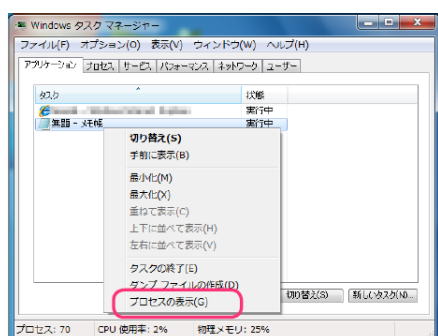 Windows タスク マネージャー
ファイル(F) オプション(O) 表示(V) ウィンドウ(W) ヘルプ(H)
アプリケーション プロセス サービス パフォーマンス ネットワーク ユーザー
タスク 状態
実行中
無題 - メモ帳 実行中
切り替え(S)
手前に表示(B)
最小化(M)
最大化(X)
重ねて表示(C)
上下に並べて表示(H)
左右に並べて表示(V)
タスクの終了(E)
ダンプ ファイルの作成(D)
プロセスの表示(G)
切り替え(S) 新しいタスク(N)...
プロセス: 70 CPU 使用率: 2% 物理メモリ: 25%